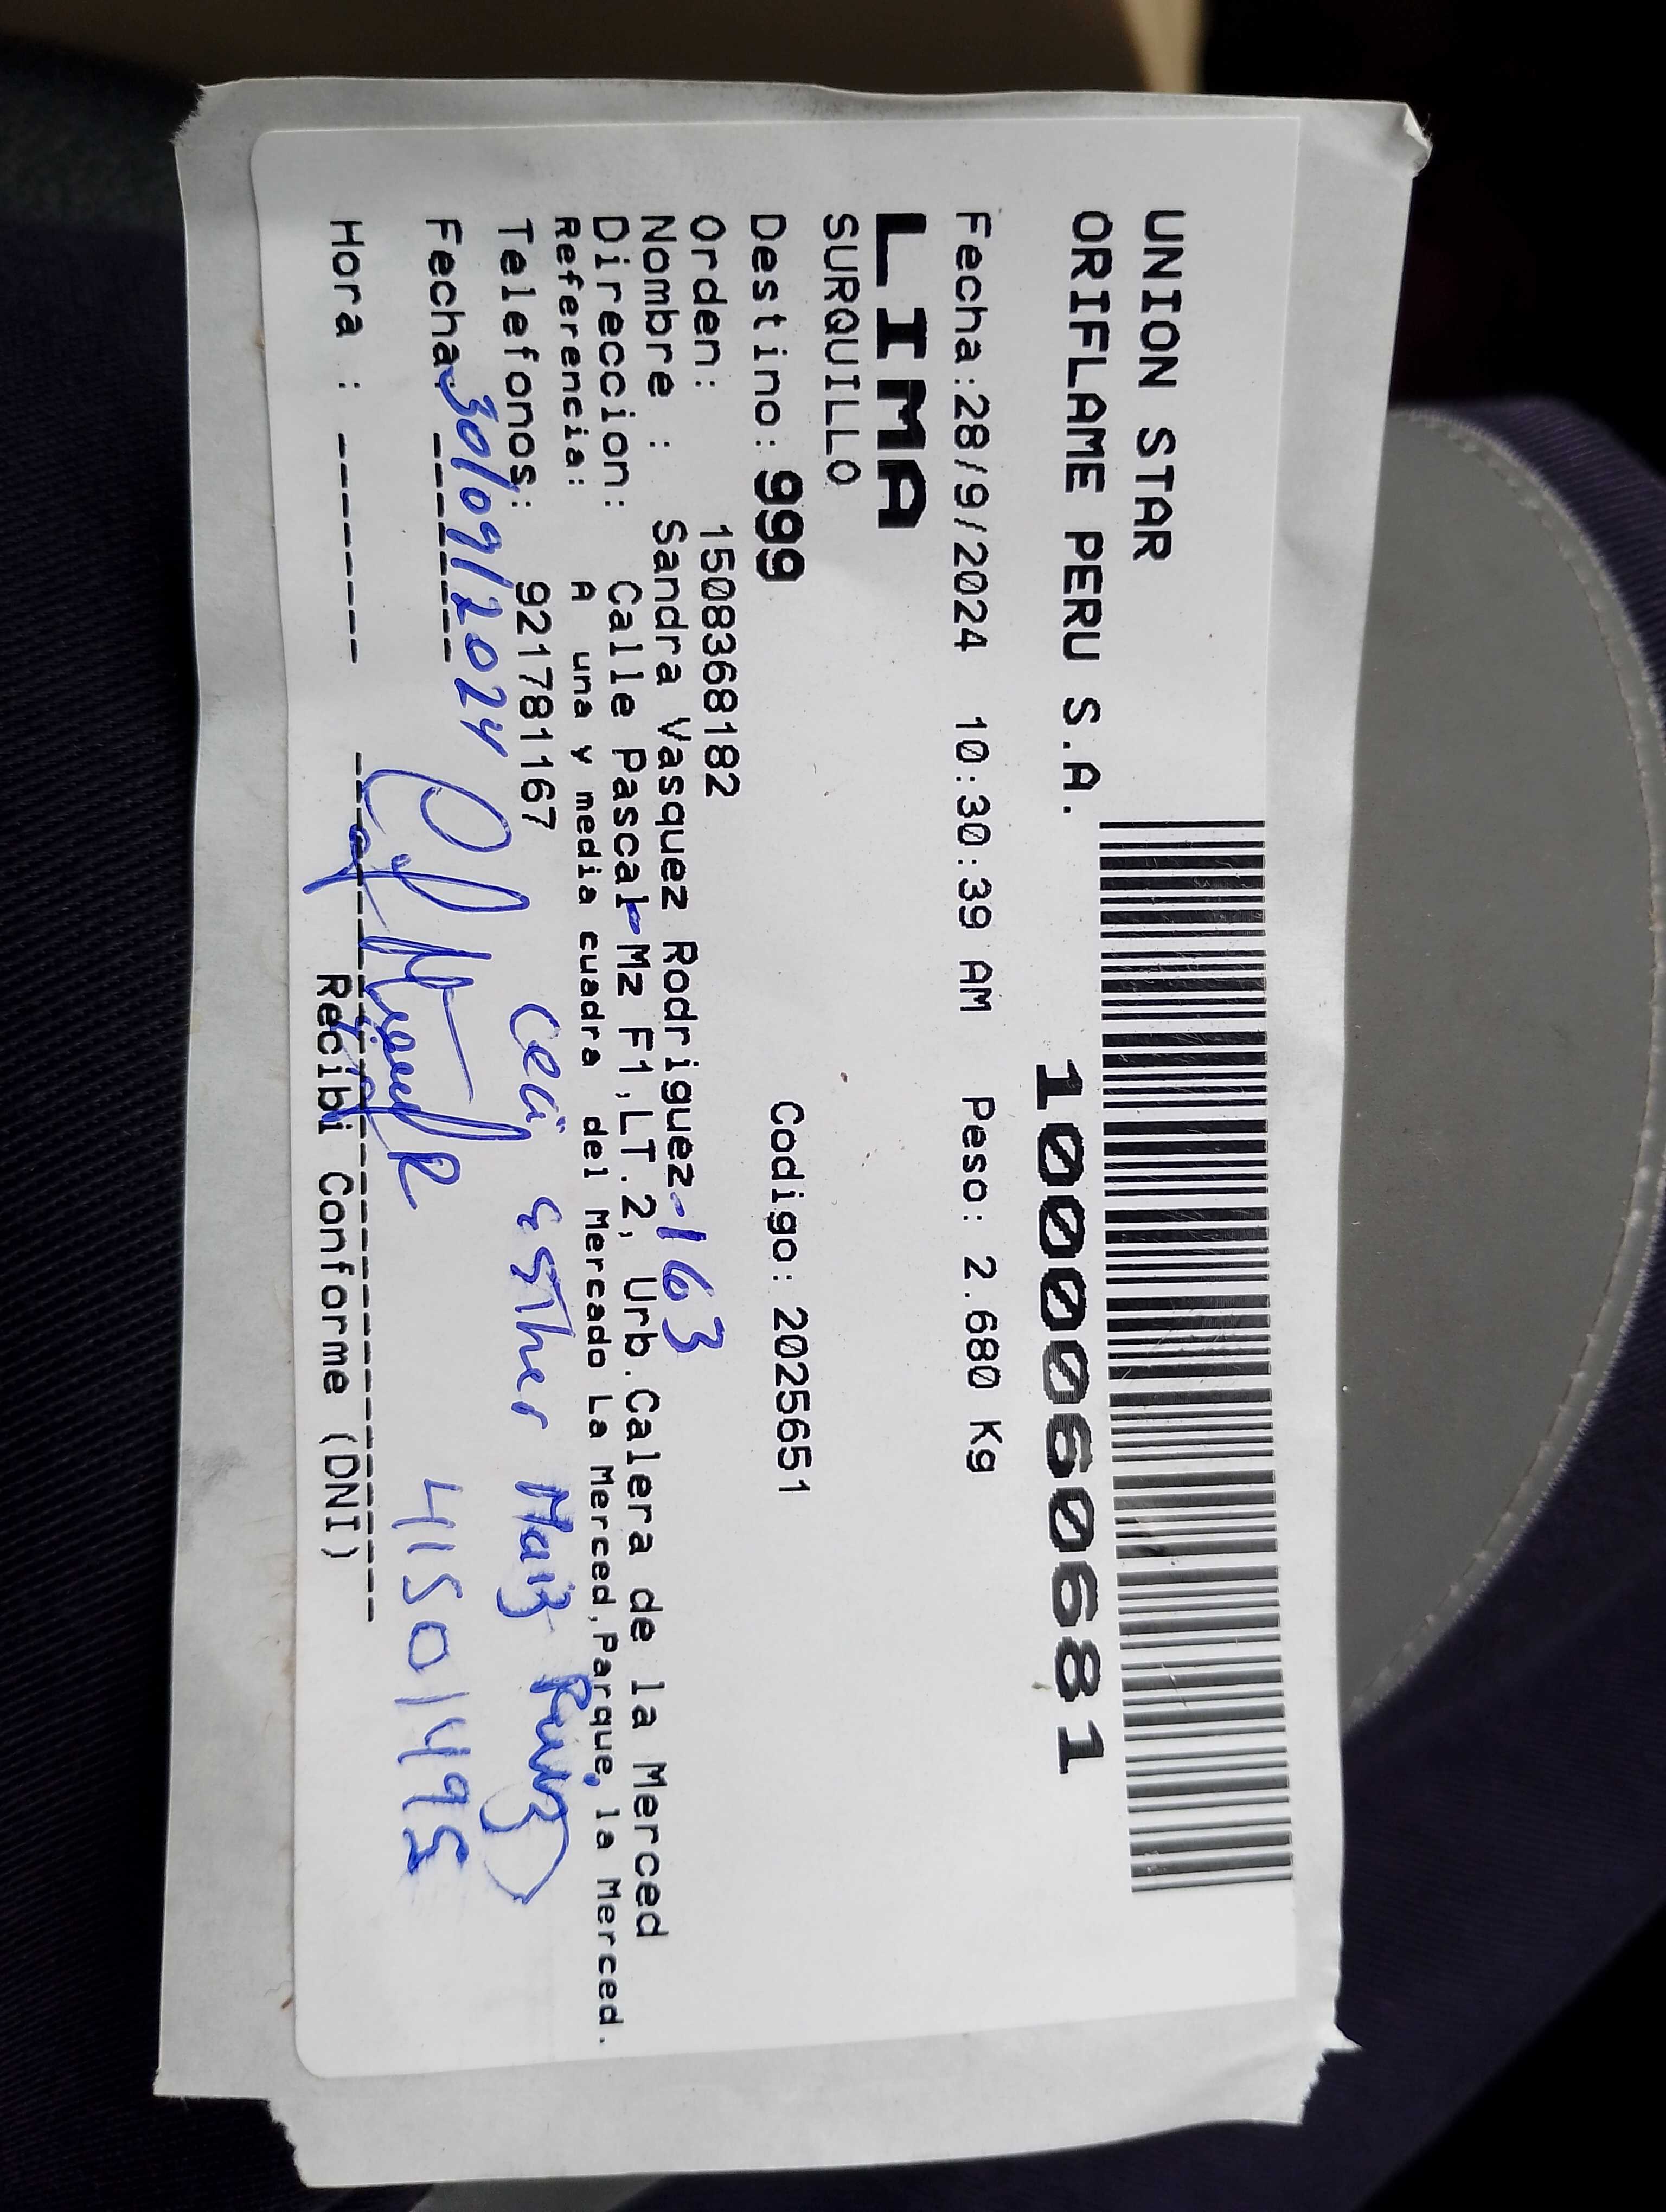 UNION STAR
ORIFLAME PERU S.A.
10000606681
Fecha:28/9/2024 10:30:39 AM Peso: 2.680 Kg
LIMA
SURQUILLO
Destino: 999 Codigo: 2025651
Orden: 1508368182
Nombre : Sandra Vasquez Rodriguez-163
Direccion: Calle Pascal-Mz F1,LT.2, Urb.Calera de la Merced
Referencia: A una y media cuadra del Mercado La Merced,Parque, la Merced.
Telefonos: 921781167
Esther
Fecha 30/09/2024
41501495
Hora : -------
Recibi Conforme (DNI)